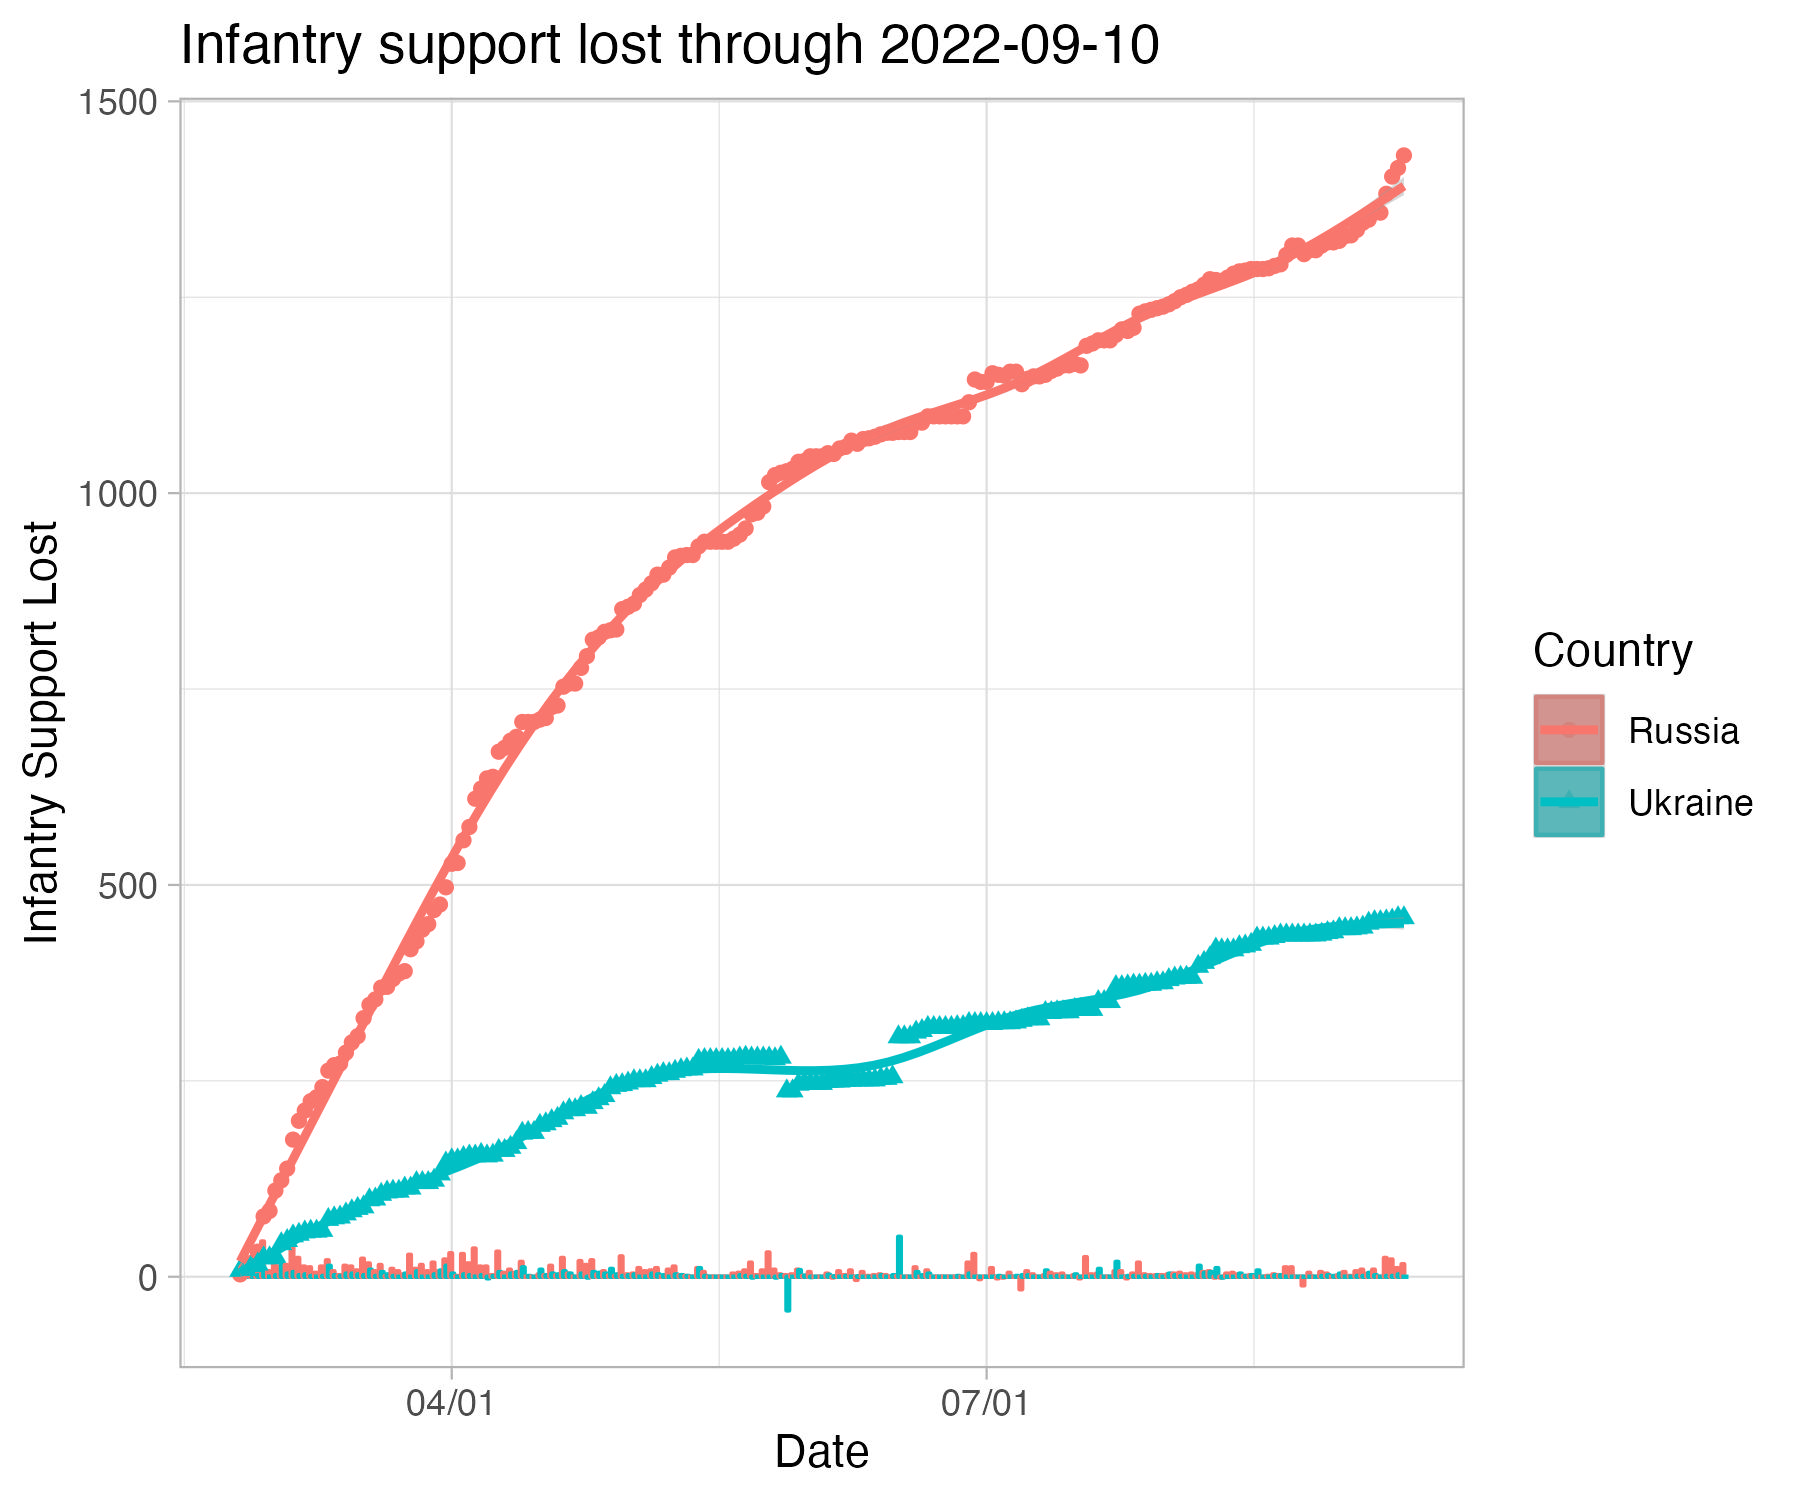 Infantry support lost through 2022-09-10
Infantry Support Lost
1500
1000
500
0
04/01
07/01
Date
Country
Russia
Ukraine